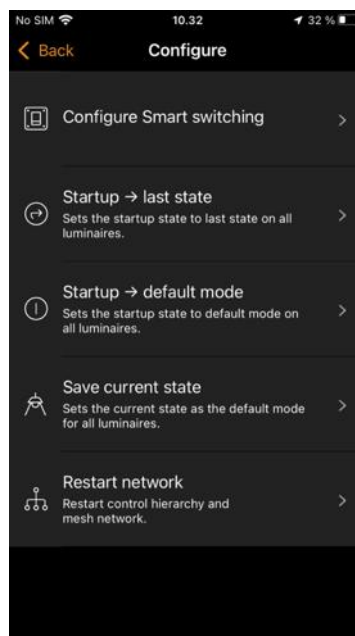 No SIM 10.32 32 %
Back Configure
Configure Smart switching
Startup → last state
Sets the startup state to last state on all
luminaires.
Startup → default mode
Sets the startup state to default mode on
all luminaires.
Save current state
Sets the current state as the default mode
for all luminaires.
Restart network
Restart control hierarchy and
mesh network.